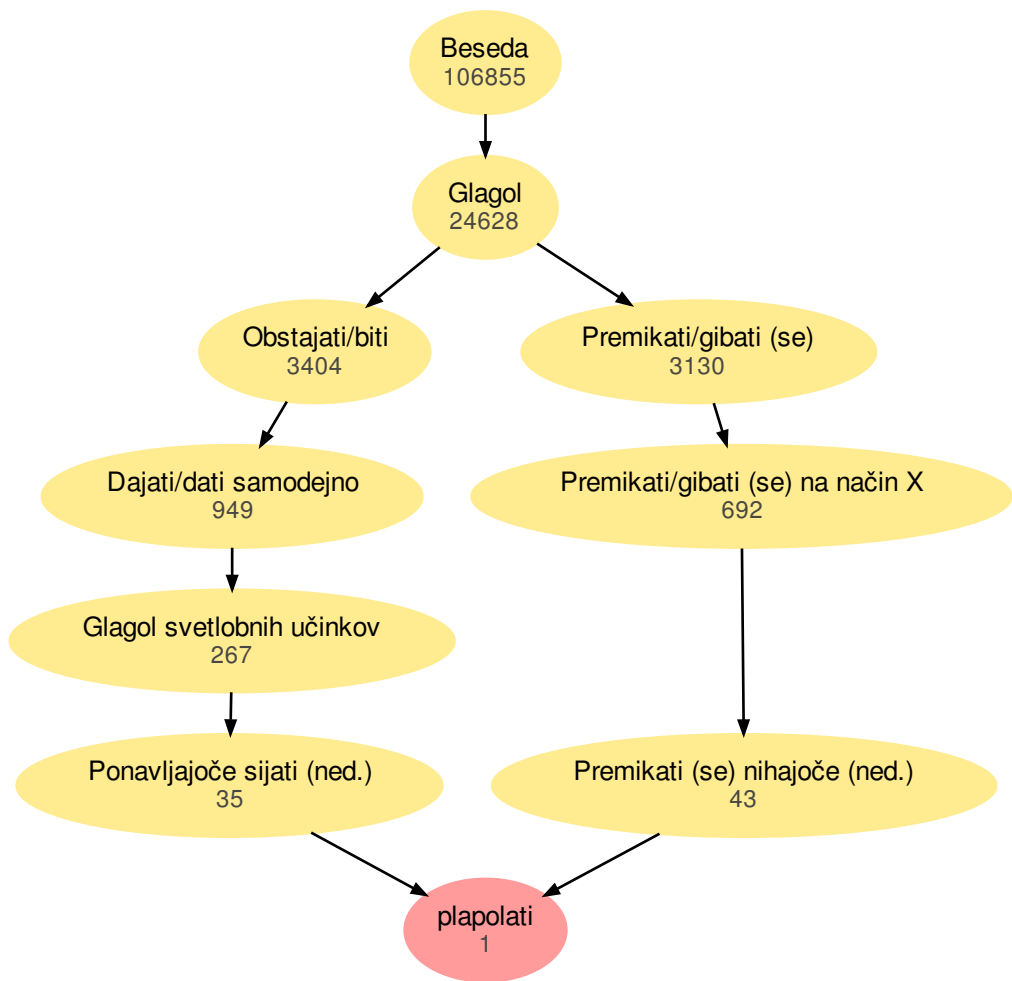 Beseda
106855
Glagol
24628
Obstajati/biti
3404
Premikati/gibati (se)
3130
Dajati/dati samodejno
949
Premikati/gibati (se) na način X
692
Glagol svetlobnih učinkov
267
Ponavljajoče sijati (ned.)
35
Premikati (se) nihajoče (ned.)
43
plapolati
1